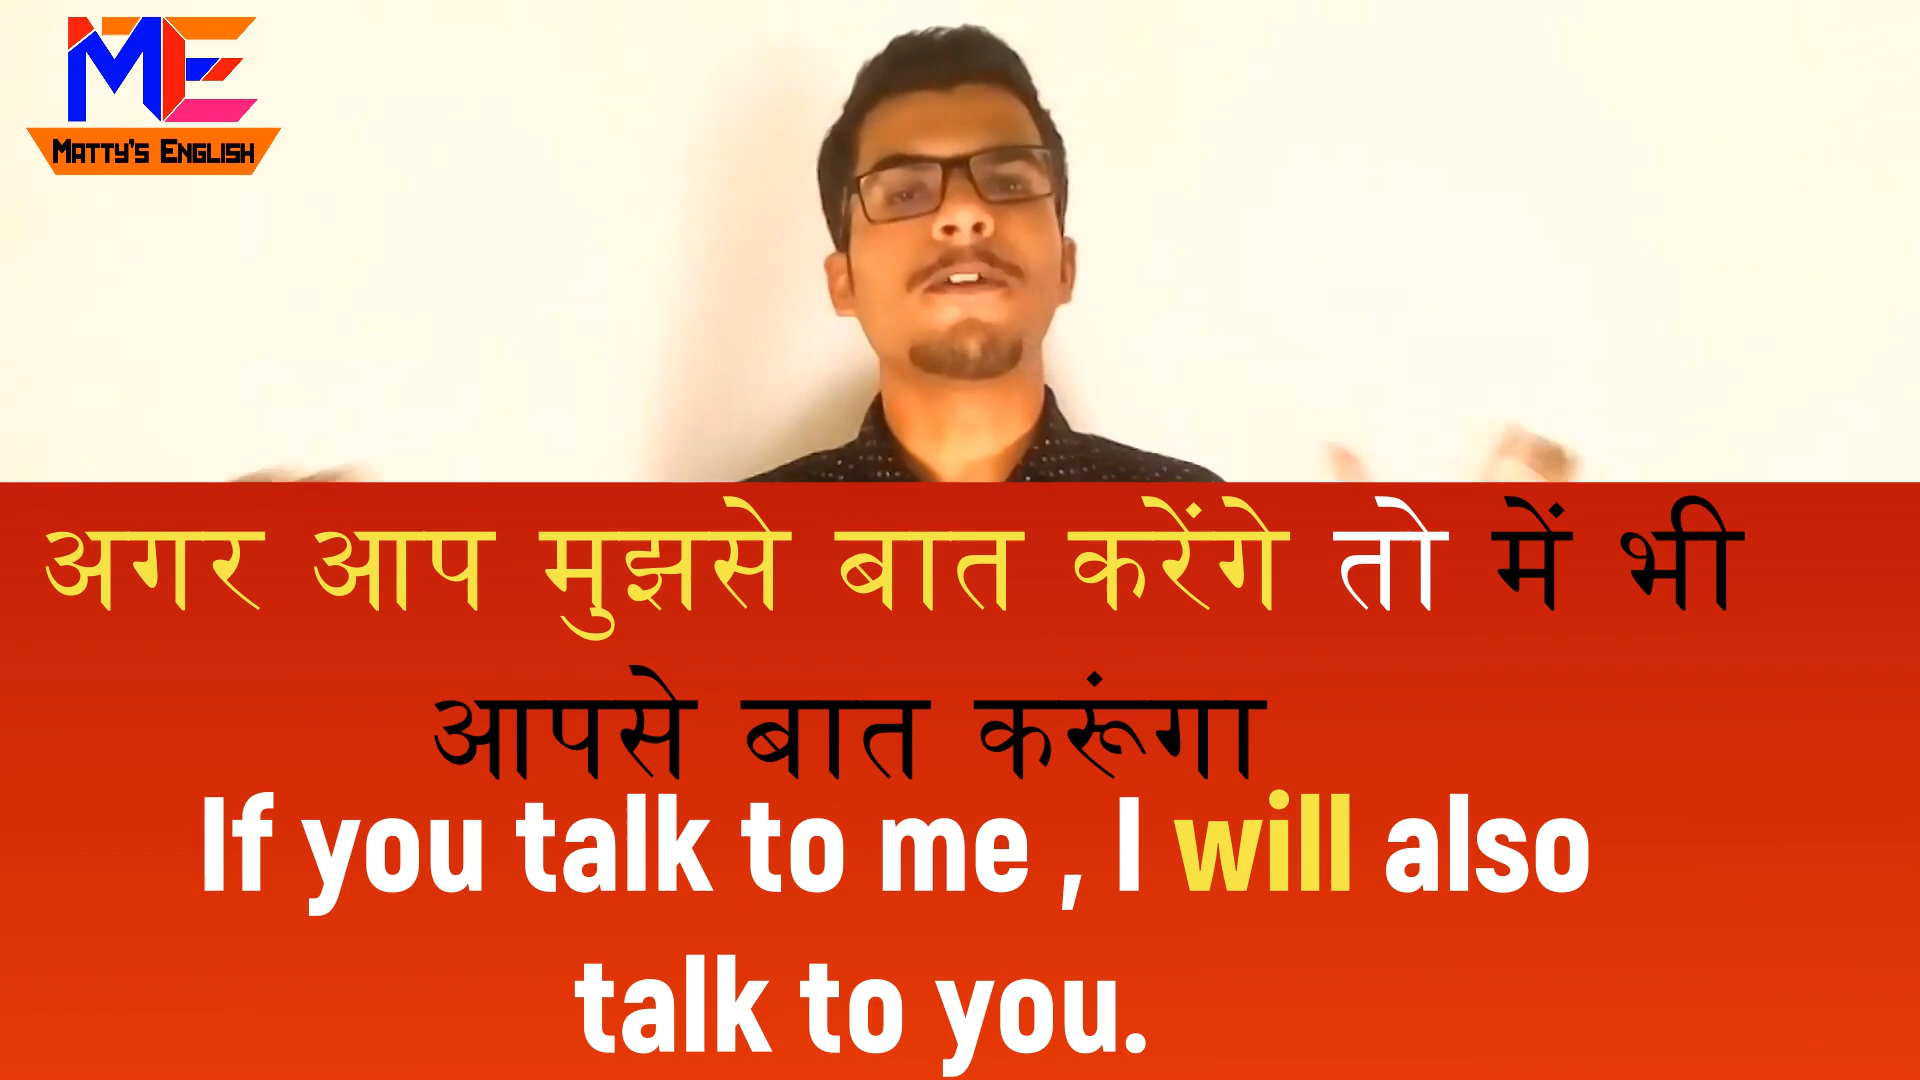 ME
Matty's English
अगर आप मुझसे बात करेंगे तो में भी
आपसे बात करूंगा
If you talk to me , I will also
talk to you.